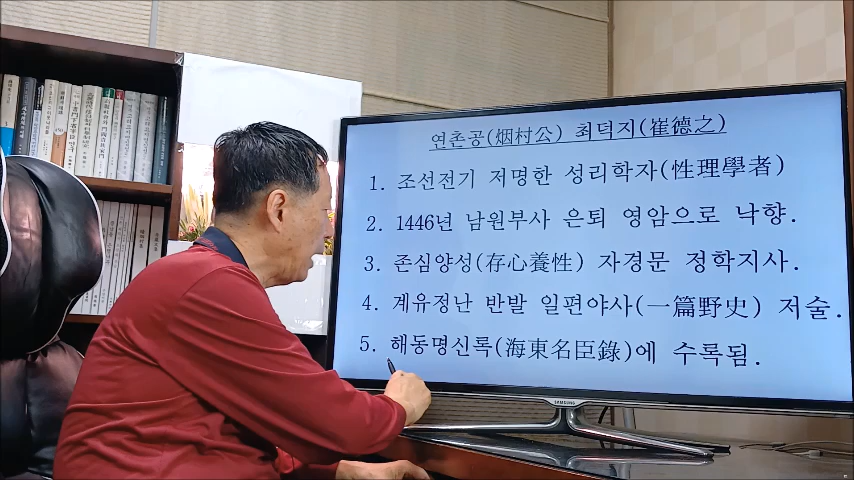 연촌공(烟村公) 최덕지(崔德之)
1. 조선전기 저명한 성리학자(性理學者)
2. 1446년 남원부사 은퇴 영암으로 낙향.
3. 존심양성(存心養性) 자경문 정학지사.
4. 계유정난 반발 일편야사(一篇野史) 저술.
5. 해동명신록(海東名臣錄)에 수록됨.
SAMSUNG